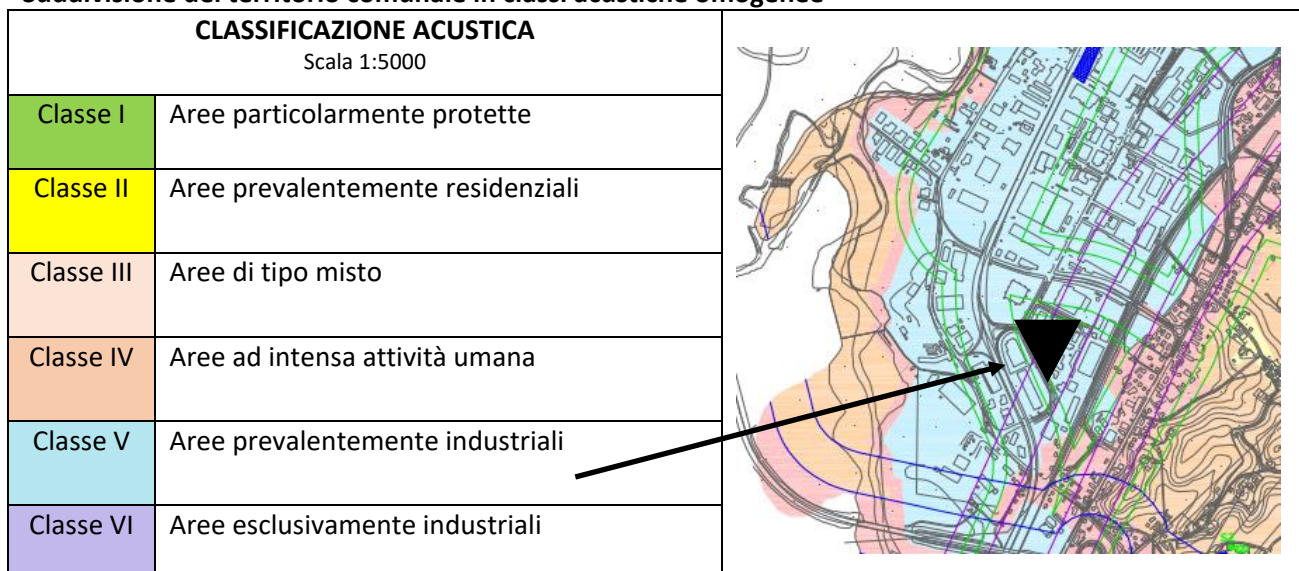 Suddivisione del territorio comunale in classi acustiche omogenee
CLASSIFICAZIONE ACUSTICA
Scala 1:5000
Classe I Aree particolarmente protette
Classe II Aree prevalentemente residenziali
Classe III Aree di tipo misto
Classe IV Aree ad intensa attività umana
Classe V Aree prevalentemente industriali
Classe VI Aree esclusivamente industriali